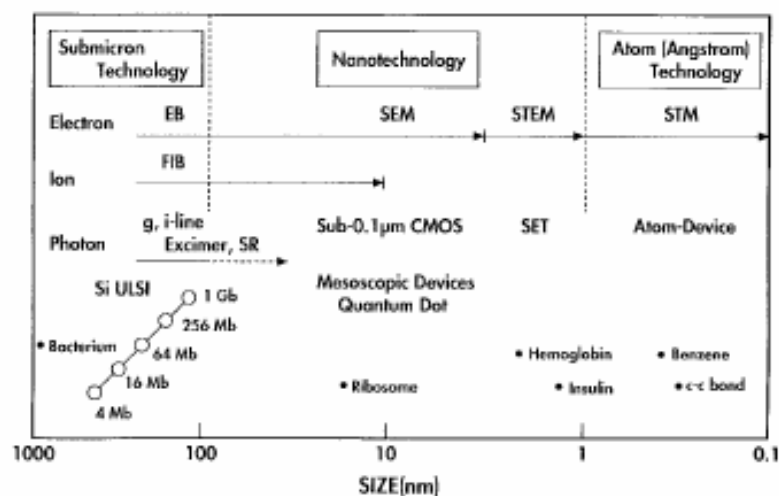 Submicron
Technology
Nanotechnology
Atom (Angstrom)
Technology
Electron
EB
SEM
STEM
STM
Ion
FIB
Photon
g, i-line
Excimer, SR
Sub-0.1µm CMOS
SET
Atom-Device
Si ULSI
Mesoscopic Devices
Quantum Dot
1 Gb
256 Mb
64 Mb
16 Mb
4 Mb
Bacterium
Hemoglobin
Benzene
Ribosome
Insulin
c-c bond
1000
100
10
1
0.1
SIZE(nm)